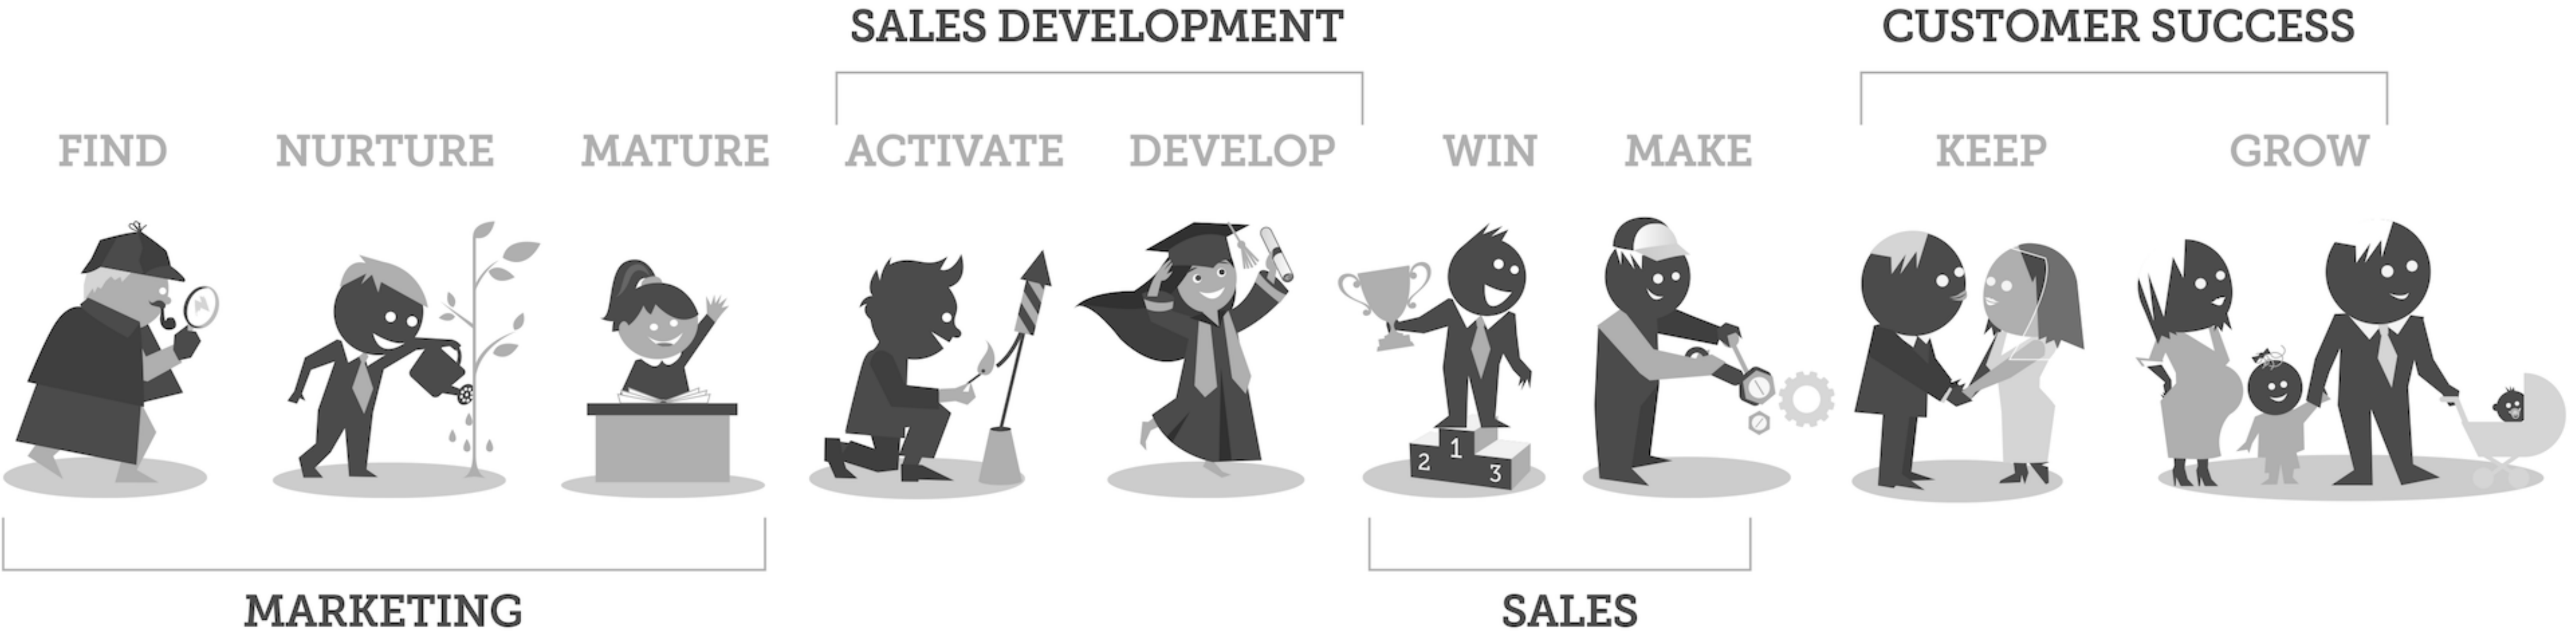 SALES DEVELOPMENT
CUSTOMER SUCCESS
FIND
NURTURE
MATURE
ACTIVATE
DEVELOP
WIN
MAKE
KEEP
GROW
1
2
3
MARKETING
SALES